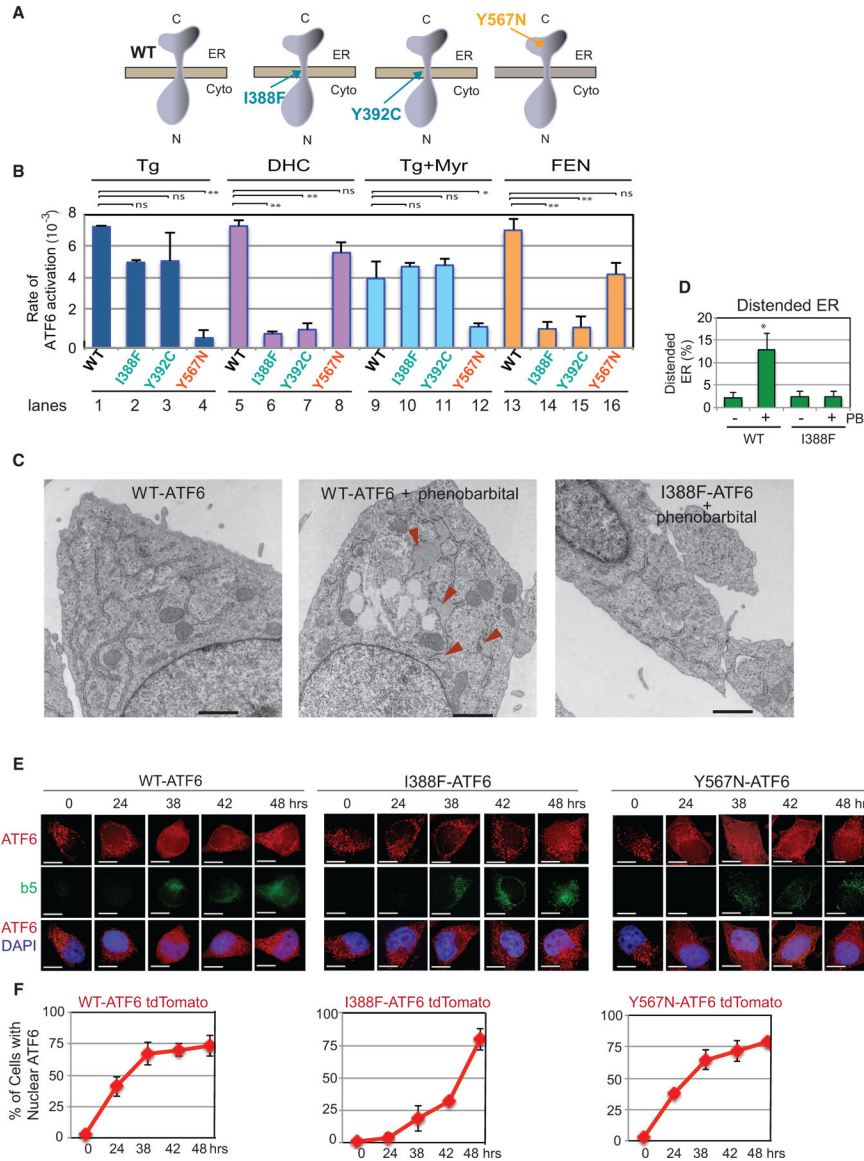 A
C C C Y567N C
WT ER ER ER ER
Cyto Cyto Cyto Cyto
I388F Y392C
N N N N
B
Tg DHC Tg+Myr FEN
** ns ns
ns ** ** ns ns * ns ** **
Rate of
ATF6 activation (10-3)
8
6
4
2
0
WT I388F Y392C Y567N WT I388F Y392C Y567N WT I388F Y392C Y567N WT I388F Y392C Y567N
lanes 1 2 3 4 5 6 7 8 9 10 11 12 13 14 15 16
D
Distended ER
Distended
ER (%)
20
15
10
5
0
*
- + - + PB
WT I388F
C
WT-ATF6 WT-ATF6 + phenobarbital I388F-ATF6
+
phenobarbital
E
WT-ATF6 I388F-ATF6 Y567N-ATF6
0 24 38 42 48 hrs 0 24 38 42 48 hrs 0 24 38 42 48 hrs
ATF6
b5
ATF6
DAPI
F
WT-ATF6 tdTomato I388F-ATF6 tdTomato Y567N-ATF6 tdTomato
% of Cells with
Nuclear ATF6
100 100 100
75 75 75
50 50 50
25 25 25
0 0 0
0 24 38 42 48 hrs 0 24 38 42 48 hrs 0 24 38 42 48 hrs